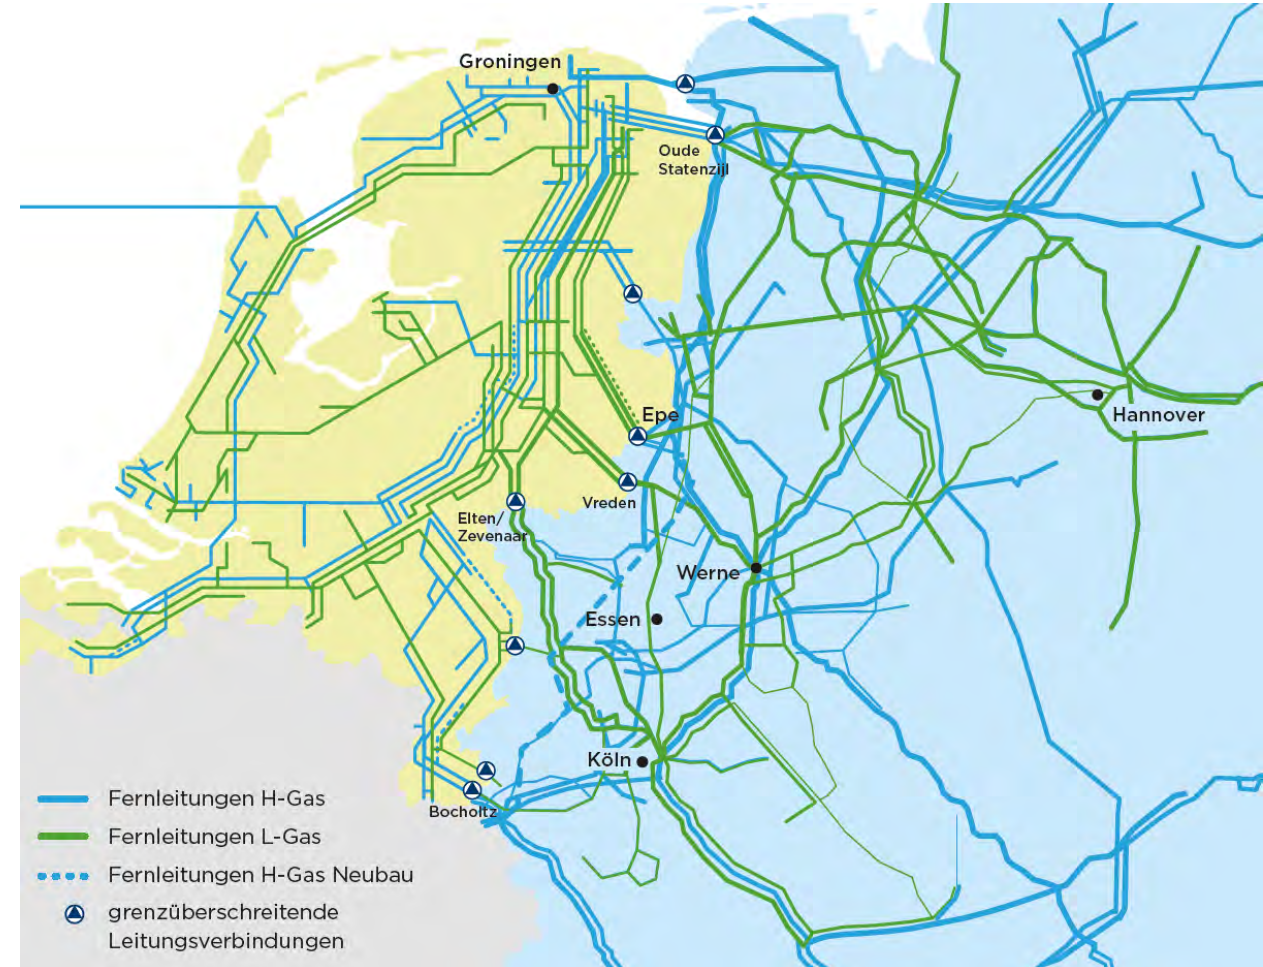 Groningen
Oude
Statenzijl
Epe
Hannover
Vreden
Elten/
Zevenaar
Werne
Essen
Köln
Bocholtz
Fernleitungen H-Gas
Fernleitungen L-Gas
Fernleitungen H-Gas Neubau
grenzüberschreitende
Leitungsverbindungen